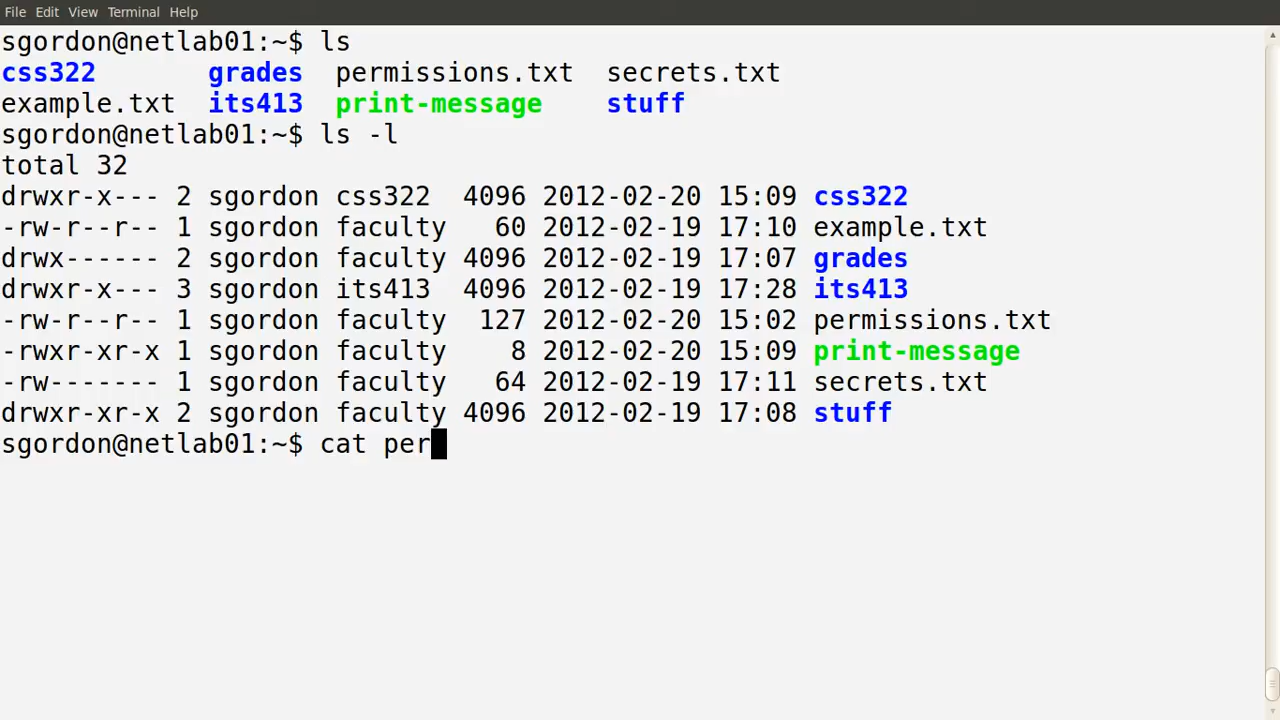 File Edit View Terminal Help
sgordon@netlab01:~$ ls
css322       grades  permissions.txt  secrets.txt
example.txt  its413  print-message    stuff
sgordon@netlab01:~$ ls -l
total 32
drwxr-x--- 2 sgordon css322  4096 2012-02-20 15:09 css322
-rw-r--r-- 1 sgordon faculty   60 2012-02-19 17:10 example.txt
drwx------ 2 sgordon faculty 4096 2012-02-19 17:07 grades
drwxr-x--- 3 sgordon its413  4096 2012-02-19 17:28 its413
-rw-r--r-- 1 sgordon faculty  127 2012-02-20 15:02 permissions.txt
-rwxr-xr-x 1 sgordon faculty    8 2012-02-20 15:09 print-message
-rw------- 1 sgordon faculty   64 2012-02-19 17:11 secrets.txt
drwxr-xr-x 2 sgordon faculty 4096 2012-02-19 17:08 stuff
sgordon@netlab01:~$ cat per